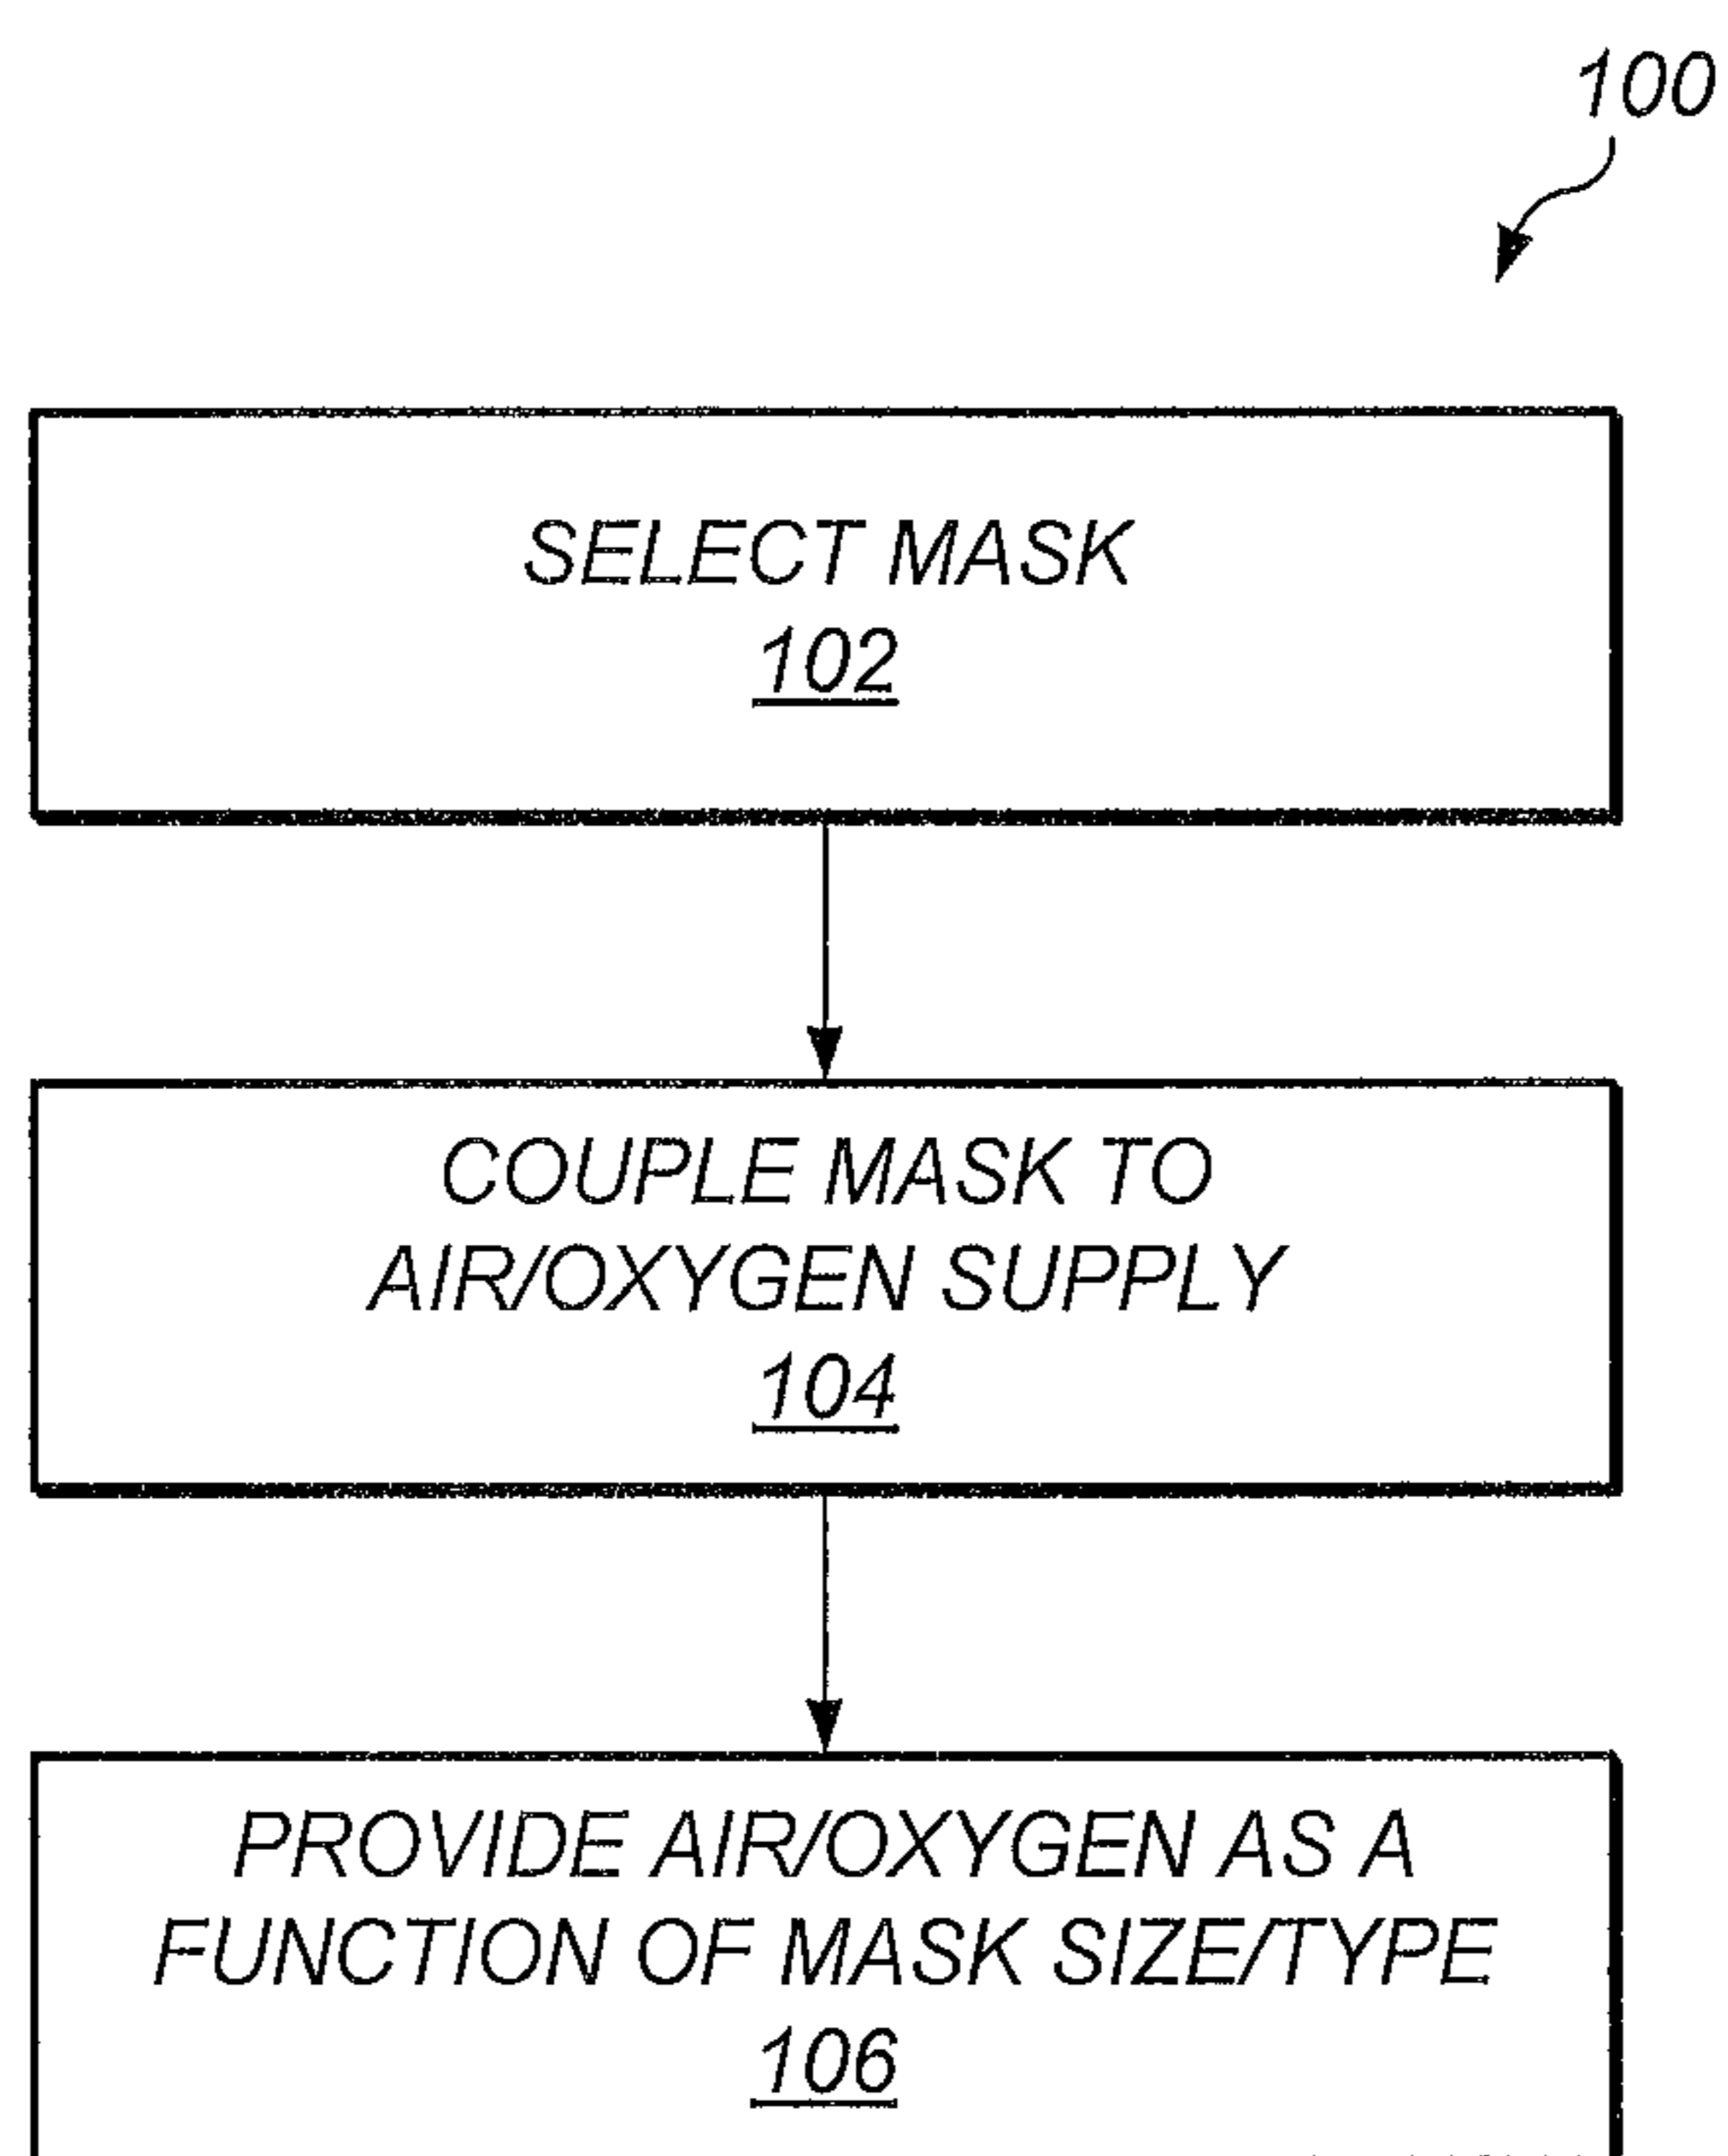 100
SELECT MASK
102
COUPLE MASK TO
AIR/OXYGEN SUPPLY
104
PROVIDE AIR/OXYGEN AS A
FUNCTION OF MASK SIZE/TYPE
106